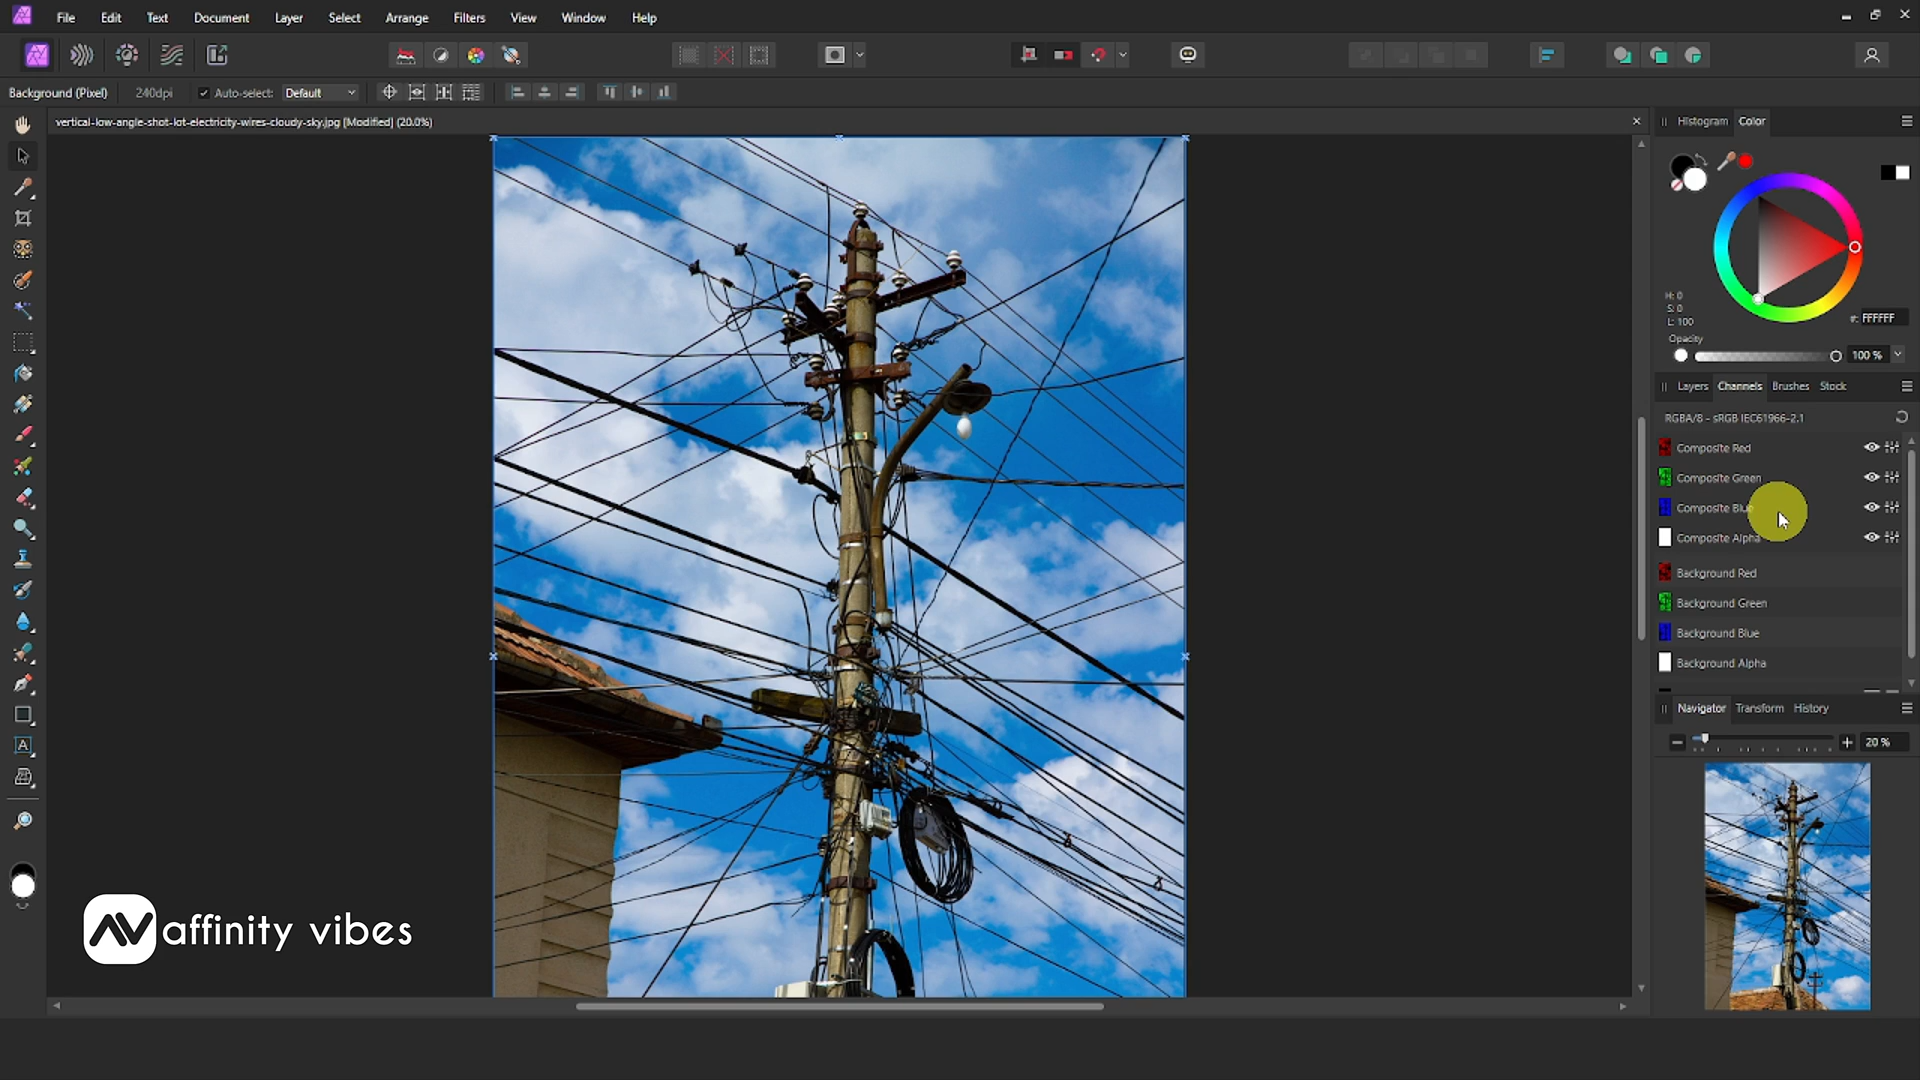 File Edit Text Document Layer Select Arrange Filters View Window Help
Background (Pixel) 240dpi Auto-select: Default
vertical-low-angle-shot-lot-electricity-wires-cloudy-sky.jpg [Modified] (20.0%)
Histogram Color
H: 0
S: 0
L: 100
#: FFFFFF
Opacity
100 %
Layers Channels Brushes Stock
RGBA/8 - sRGB IEC61966-2.1
Composite Red
Composite Green
Composite Blue
Composite Alpha
Background Red
Background Green
Background Blue
Background Alpha
Navigator Transform History
20 %
affinity vibes